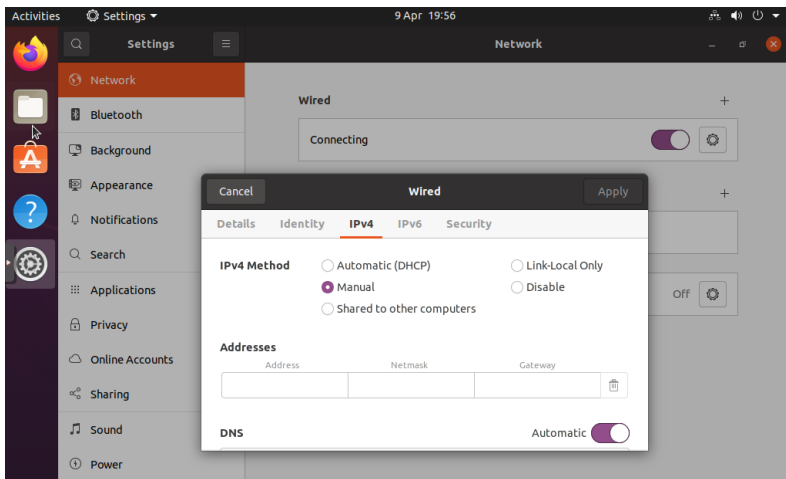 Activities Settings 9 Apr 19:56
Settings Network
Network
Bluetooth
Background
Appearance
Notifications
Search
Applications
Privacy
Online Accounts
Sharing
Sound
Power
Wired
Connecting
Off
Cancel Wired Apply
Details Identity IPv4 IPv6 Security
IPv4 Method Automatic (DHCP) Link-Local Only
Manual Disable
Shared to other computers
Addresses
Address Netmask Gateway
DNS Automatic